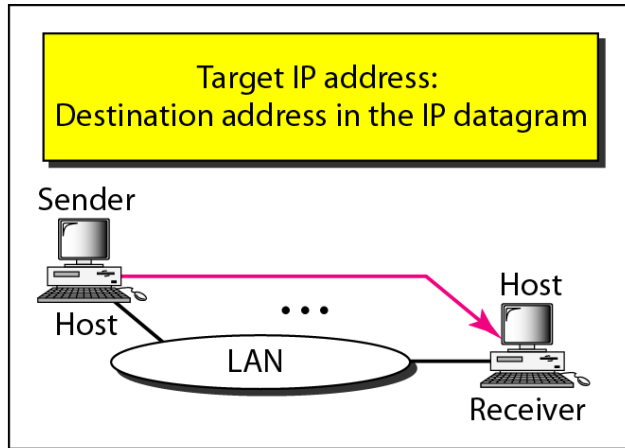 Target IP address:
Destination address in the IP datagram
Sender
Host
Host
LAN
Receiver